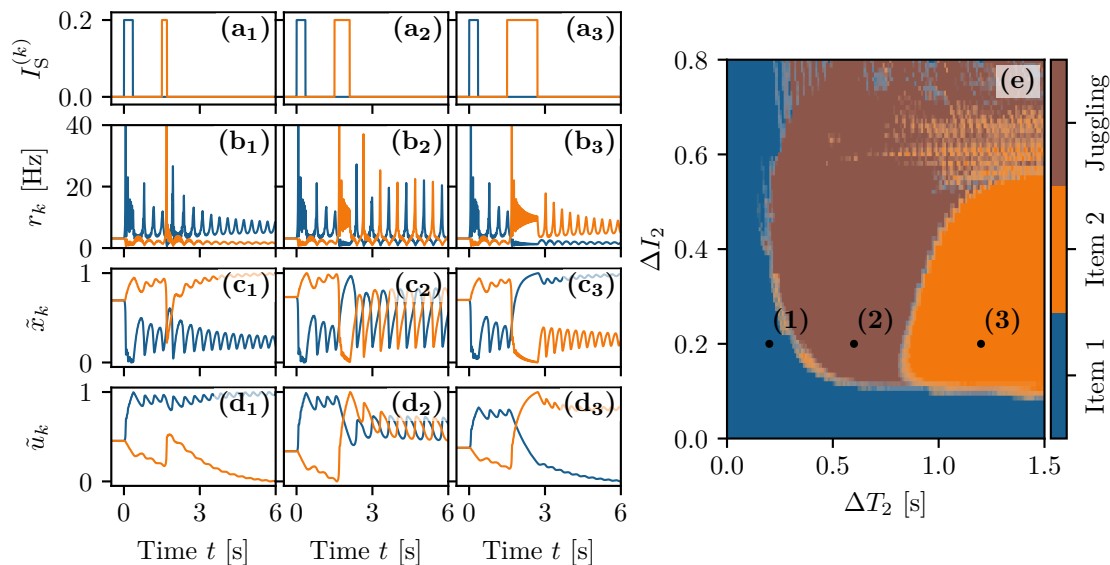 I_S^(k)
0.2
0.0
(a₁)
(a₂)
(a₃)
r_k [Hz]
40
20
0
(b₁)
(b₂)
(b₃)
x̃_k
1
0
(c₁)
(c₂)
(c₃)
ũ_k
1
0
(d₁)
(d₂)
(d₃)
0 3 6
0 3 6
0 3 6
Time t [s]
Time t [s]
Time t [s]
(e)
ΔI₂
0.8
0.6
0.4
0.2
0.0
(1)
(2)
(3)
0.0 0.5 1.0 1.5
ΔT₂ [s]
Juggling
Item 2
Item 1